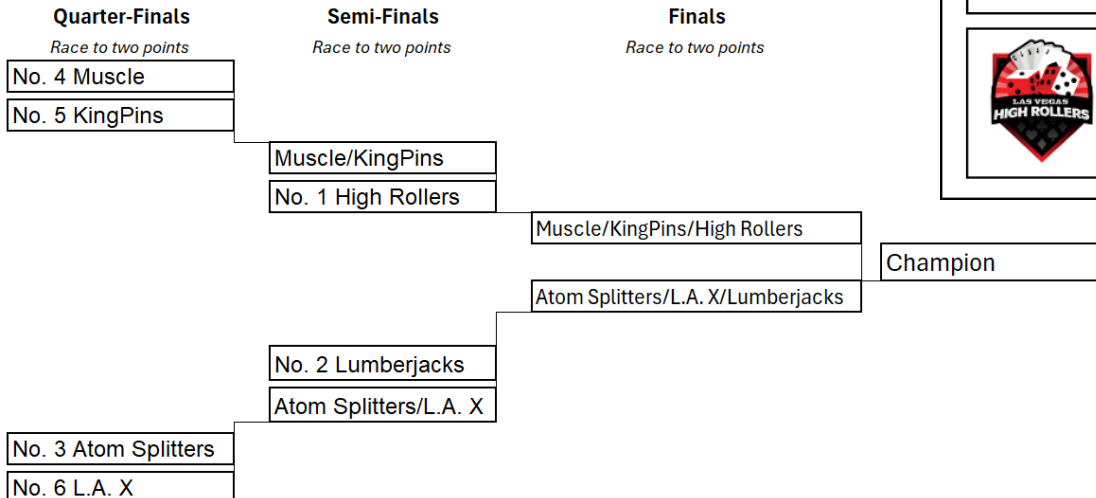 Quarter-Finals
Semi-Finals
Finals
Race to two points
Race to two points
Race to two points
No. 4 Muscle
No. 5 KingPins
Muscle/KingPins
No. 1 High Rollers
Muscle/KingPins/High Rollers
Champion
Atom Splitters/L.A. X/Lumberjacks
No. 2 Lumberjacks
Atom Splitters/L.A. X
No. 3 Atom Splitters
No. 6 L.A. X
LAS VEGAS
HIGH ROLLERS